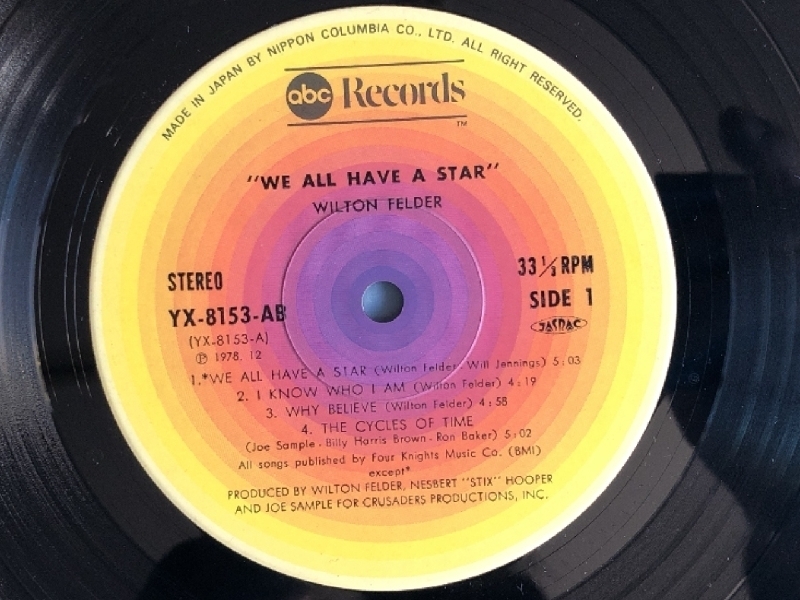 MADE IN JAPAN BY NIPPON COLUMBIA CO., LTD. ALL RIGHT RESERVED.
abc Records
TM
"WE ALL HAVE A STAR"
WILTON FELDER
STEREO
33 1/3 RPM
YX-8153-AB
SIDE 1
(YX-8153-A)
JASRAC
Ⓟ 1978. 12
1.*WE ALL HAVE A STAR (Wilton Felder - Will Jennings) 5:03
2. I KNOW WHO I AM (Wilton Felder) 4:19
3. WHY BELIEVE (Wilton Felder) 4:58
4. THE CYCLES OF TIME
(Joe Sample - Billy Harris Brown - Ron Baker) 5:02
All songs published by Four Knights Music Co. (BMI)
except*
PRODUCED BY WILTON FELDER, NESBERT "STIX" HOOPER
AND JOE SAMPLE FOR CRUSADERS PRODUCTIONS, INC.